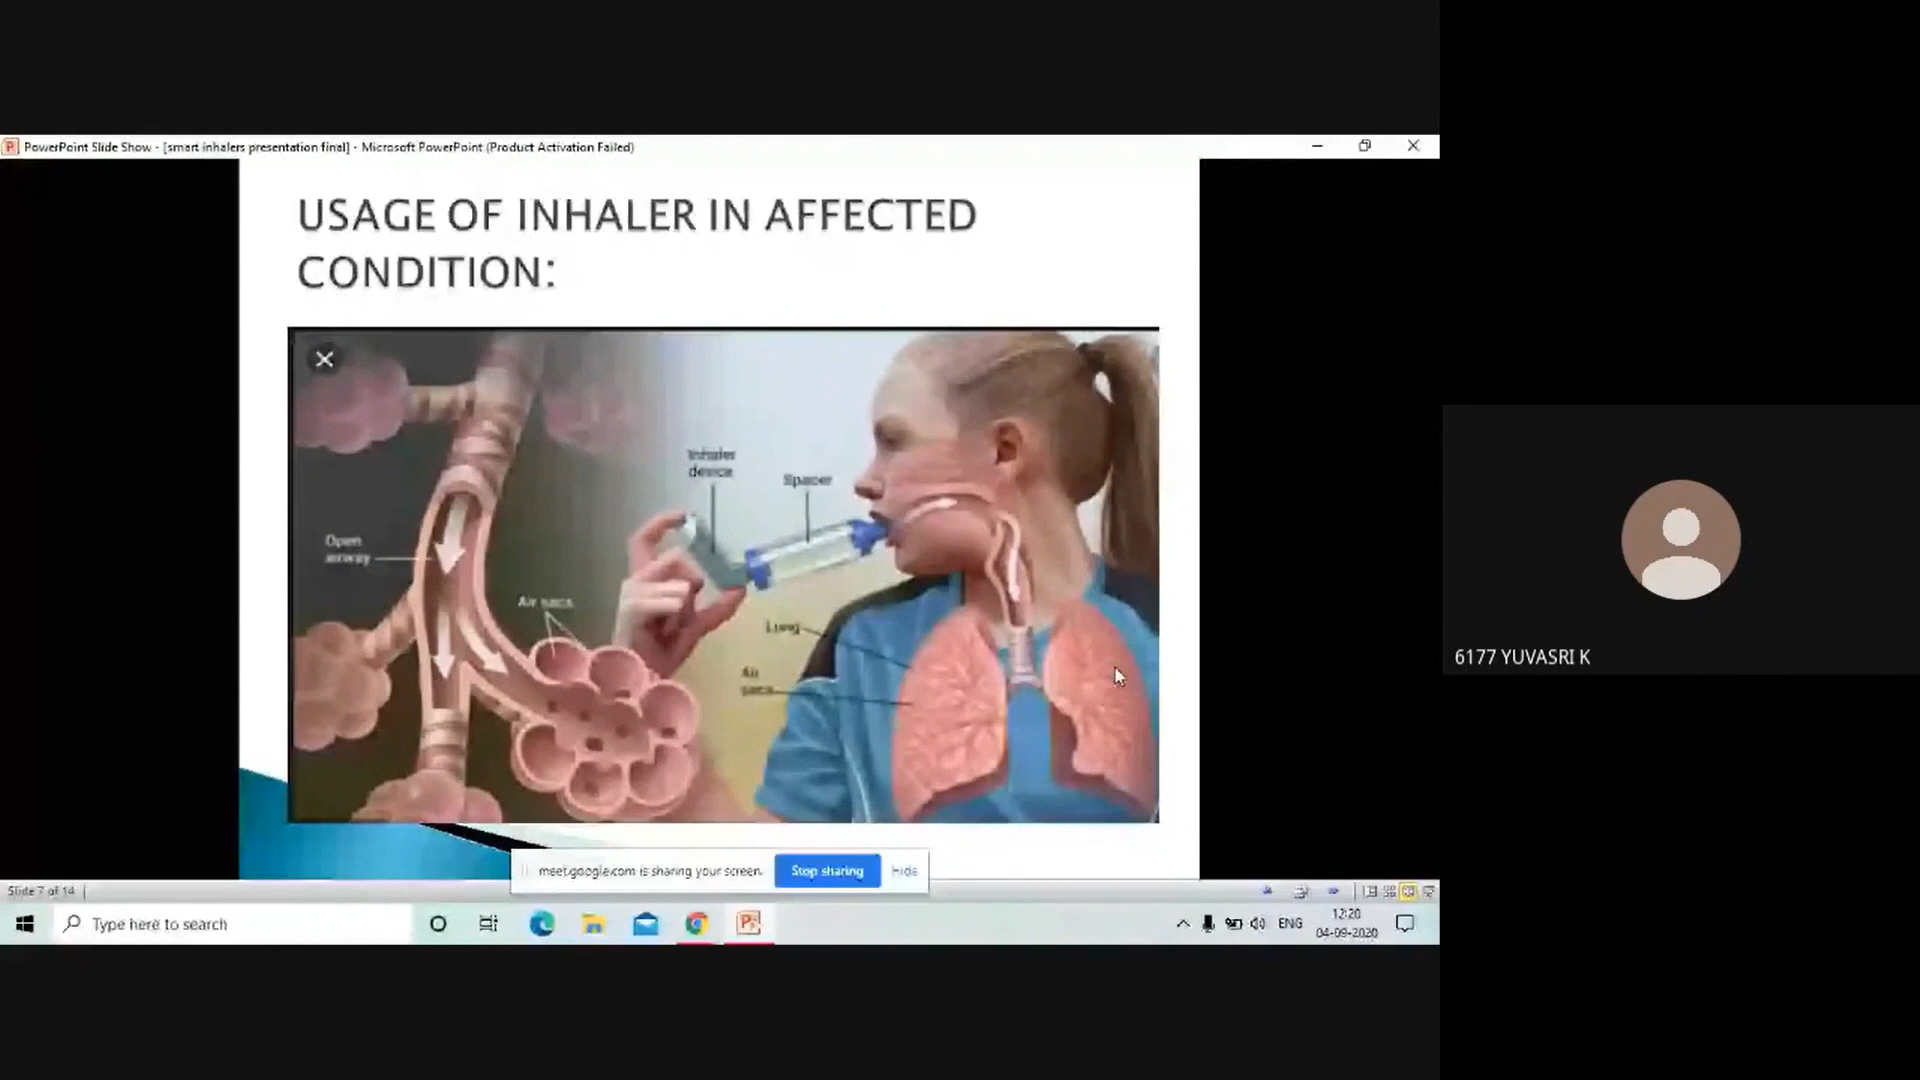 PowerPoint Slide Show - [smart inhalers presentation final] - Microsoft PowerPoint (Product Activation Failed)
USAGE OF INHALER IN AFFECTED
CONDITION:
Inhaler
device
Spacer
Open
airway
Air sacs
Lung
Air
sacs
6177 YUVASRI K
meet.google.com is sharing your screen.
Stop sharing
Hide
Slide 7 of 14
Type here to search
ENG
12:20
04-09-2020